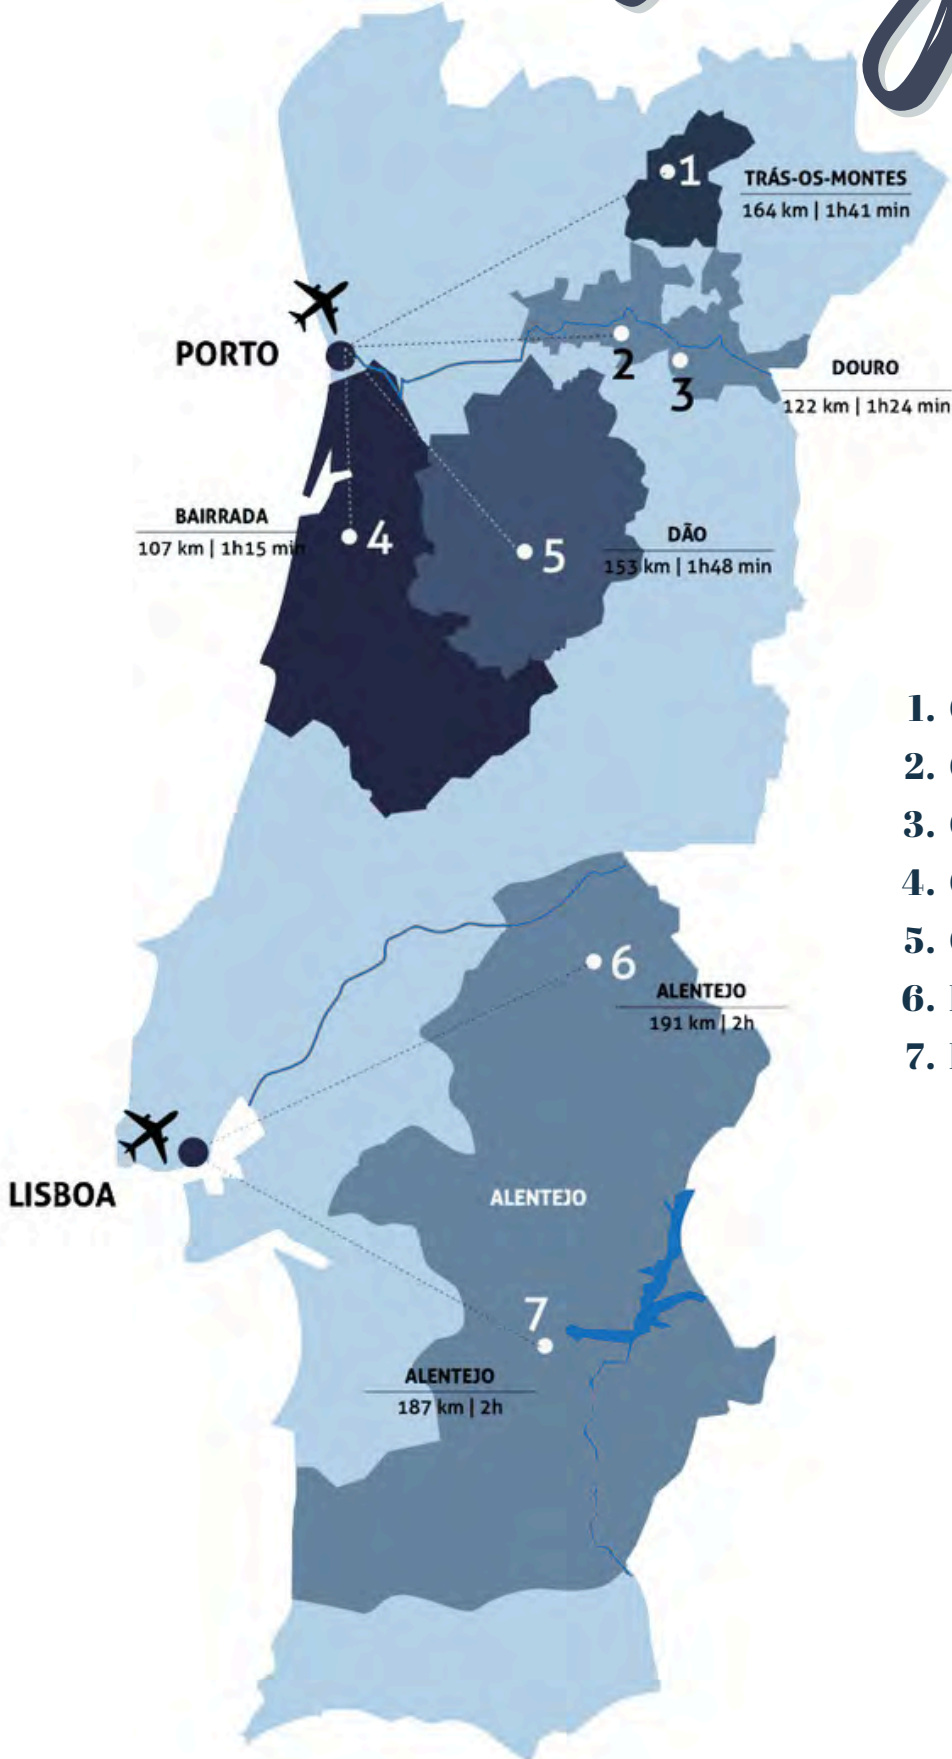 1
TRÁS-OS-MONTES
164 km | 1h41 min
PORTO
2
3
DOURO
122 km | 1h24 min
BAIRRADA
107 km | 1h15 min
4
5
DÃO
153 km | 1h48 min
1.
2.
3.
4.
5.
6.
7.
6
ALENTEJO
191 km | 2h
LISBOA
ALENTEJO
7
ALENTEJO
187 km | 2h